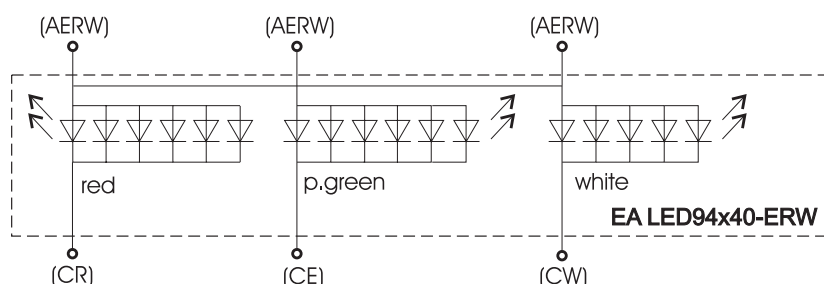 (AERW) (AERW) (AERW)
red p.green white
EA LED94x40-ERW
(CR) (CE) (CW)